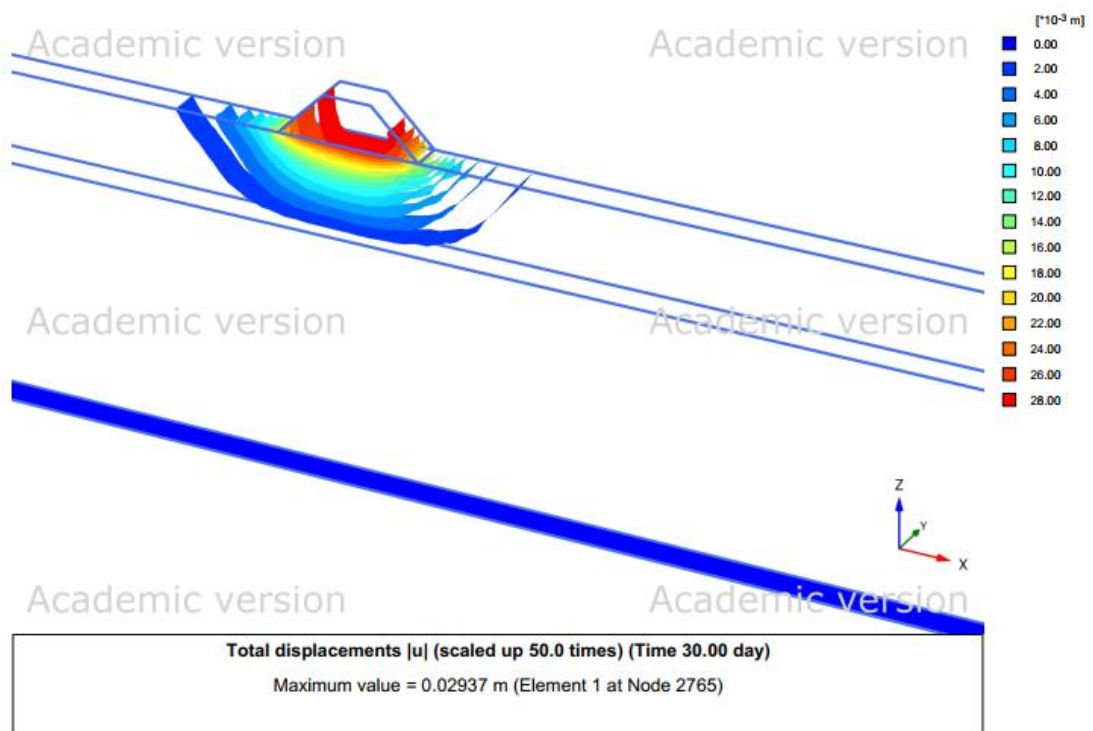 [*10-3 m]
Academic version
Academic version
0.00
2.00
4.00
6.00
8.00
10.00
12.00
14.00
16.00
18.00
20.00
22.00
24.00
26.00
28.00
Academic version
Academic version
Z
Y
X
Academic version
Academic version
Total displacements |u| (scaled up 50.0 times) (Time 30.00 day)
Maximum value = 0.02937 m (Element 1 at Node 2765)